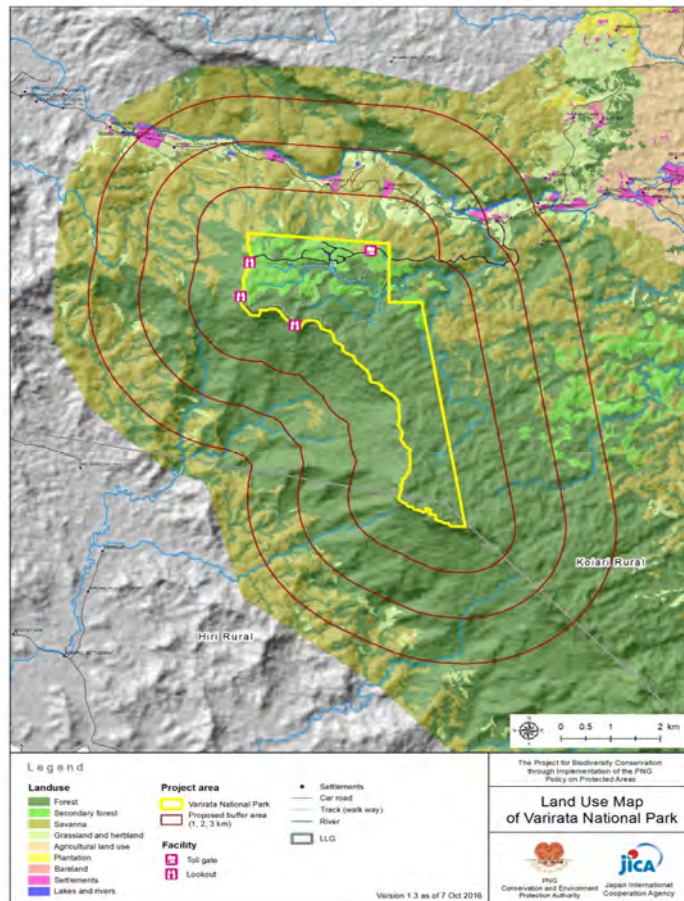 Koiari Rural
Hiri Rural
0 0.5 1 2 km
Legend
Landuse
Forest
Secondary forest
Savanna
Grassland and herbland
Agricultural land use
Plantation
Bareland
Settlements
Lakes and rivers
Project area
Varirata National Park
Proposed buffer area
(1, 2, 3 km)
Facility
Toll gate
Lookout
Settlements
Car road
Track (walk way)
River
LLG
Version 1.3 as of 7 Oct 2016
The Project for Biodiversity Conservation
through Implementation of the PNG
Policy on Protected Areas
Land Use Map
of Varirata National Park
PNG
Conservation and Environment
Protection Authority
JICA
Japan International
Cooperation Agency